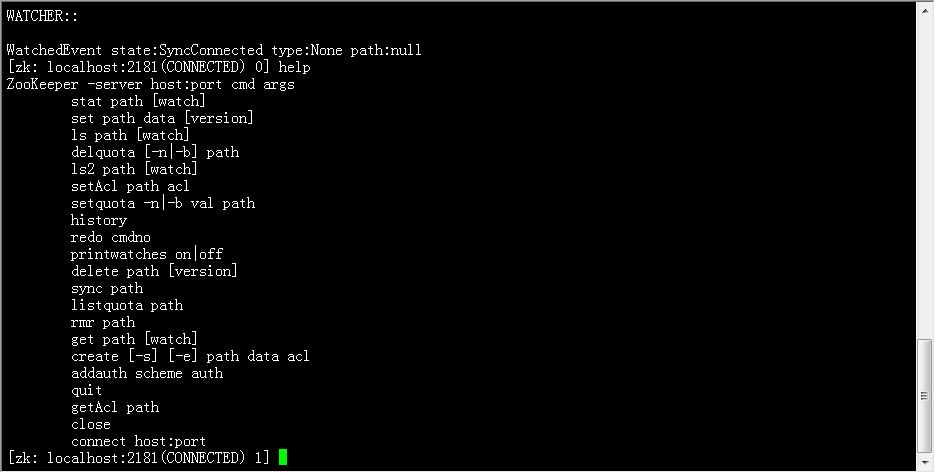 WATCHER::
WatchedEvent state:SyncConnected type:None path:null
[zk: localhost:2181(CONNECTED) 0] help
ZooKeeper -server host:port cmd args
stat path [watch]
set path data [version]
ls path [watch]
delquota [-n|-b] path
ls2 path [watch]
setAcl path acl
setquota -n|-b val path
history
redo cmdno
printwatches on|off
delete path [version]
sync path
listquota path
rmr path
get path [watch]
create [-s] [-e] path data acl
addauth scheme auth
quit
getAcl path
close
connect host:port
[zk: localhost:2181(CONNECTED) 1]